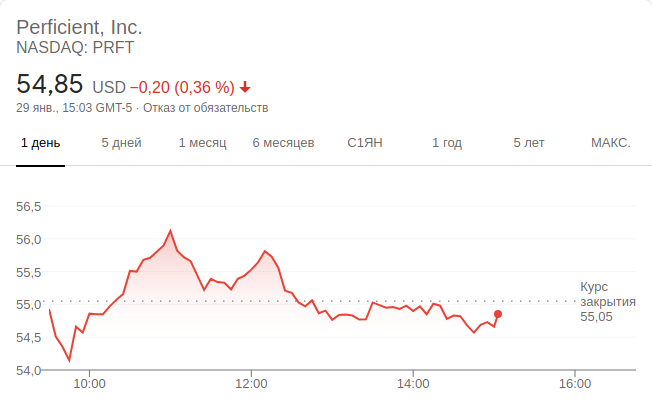 Perficient, Inc.
NASDAQ: PRFT
54,85 USD −0,20 (0,36 %)
29 янв., 15:03 GMT-5 · Отказ от обязательств
1 день 5 дней 1 месяц 6 месяцев С1ЯН 1 год 5 лет МАКС.
56,5
56,0
55,5
Курс
55,0 закрытия
55,05
54,5
54,0
10:00 12:00 14:00 16:00